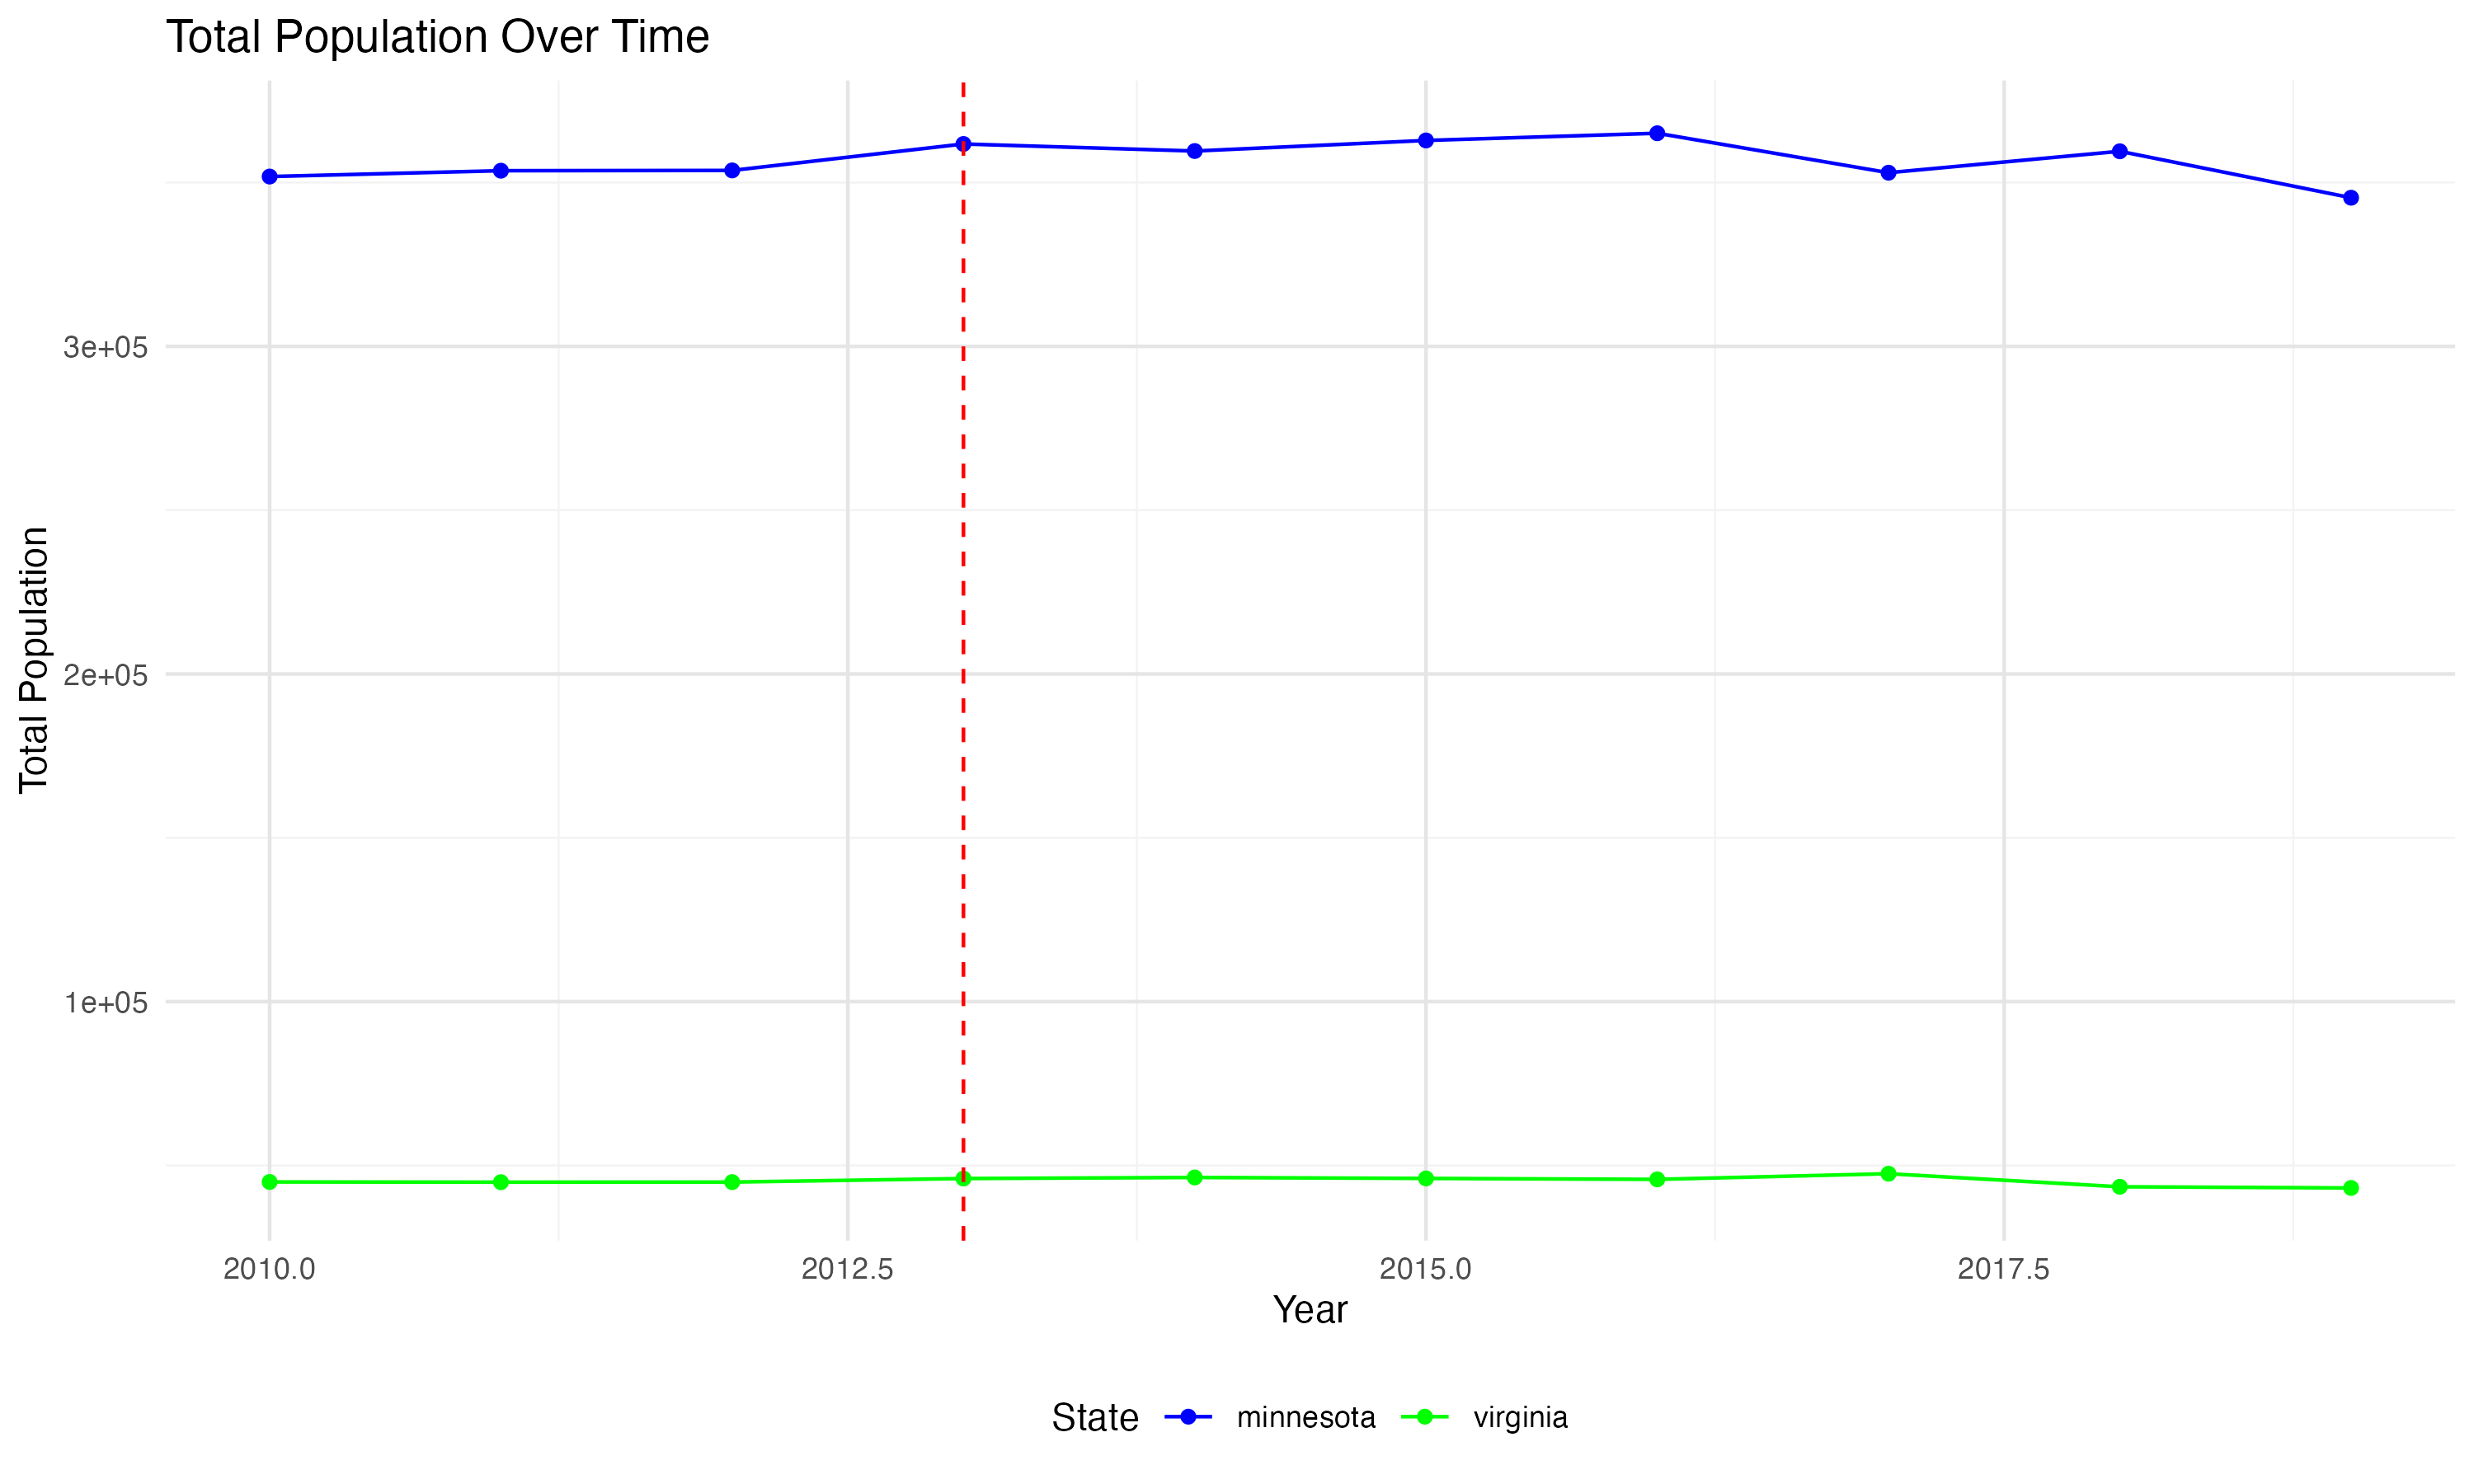 Total Population Over Time
Total Population
3e+05
2e+05
1e+05
2010.0 2012.5 2015.0 2017.5
Year
State minnesota virginia